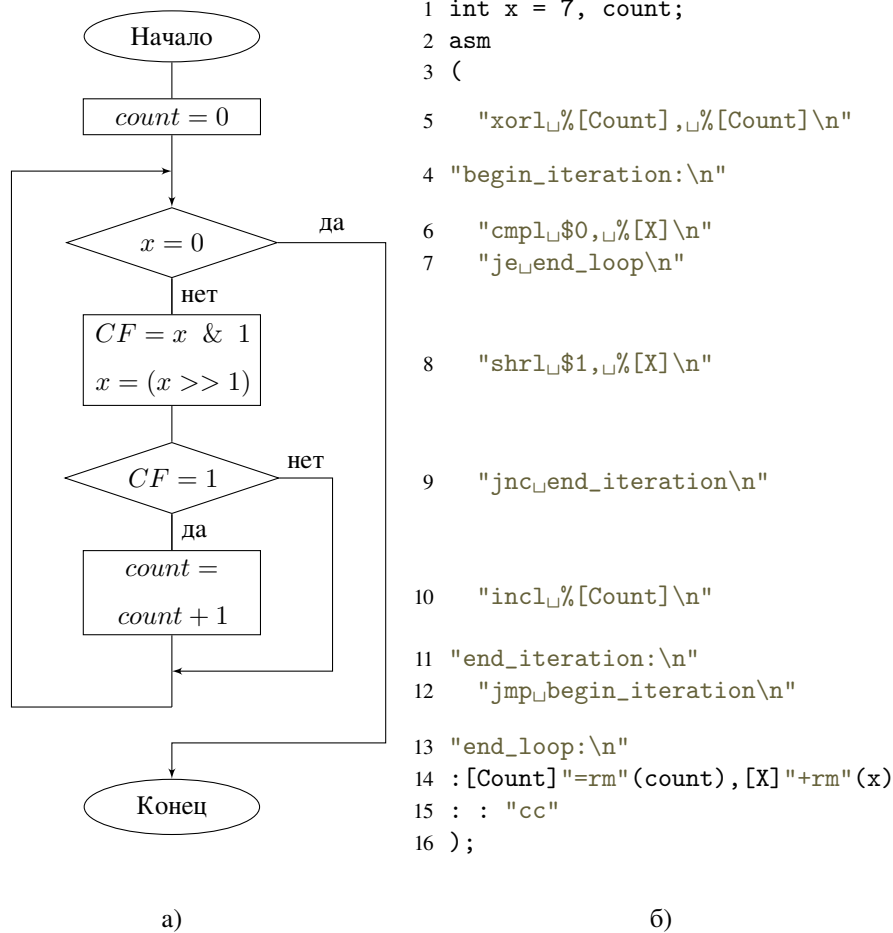 Начало
count = 0
x = 0
да
нет
CF = x & 1
x = (x >> 1)
CF = 1
нет
да
count =
count + 1
Конец
а)
1 int x = 7, count;
2 asm
3 (
5 "xorl␣%[Count],␣%[Count]\n"
4 "begin_iteration:\n"
6 "cmpl␣$0,␣%[X]\n"
7 "je␣end_loop\n"
8 "shrl␣$1,␣%[X]\n"
9 "jnc␣end_iteration\n"
10 "incl␣%[Count]\n"
11 "end_iteration:\n"
12 "jmp␣begin_iteration\n"
13 "end_loop:\n"
14 :[Count]"=rm"(count),[X]"+rm"(x)
15 : : "cc"
16 );
б)